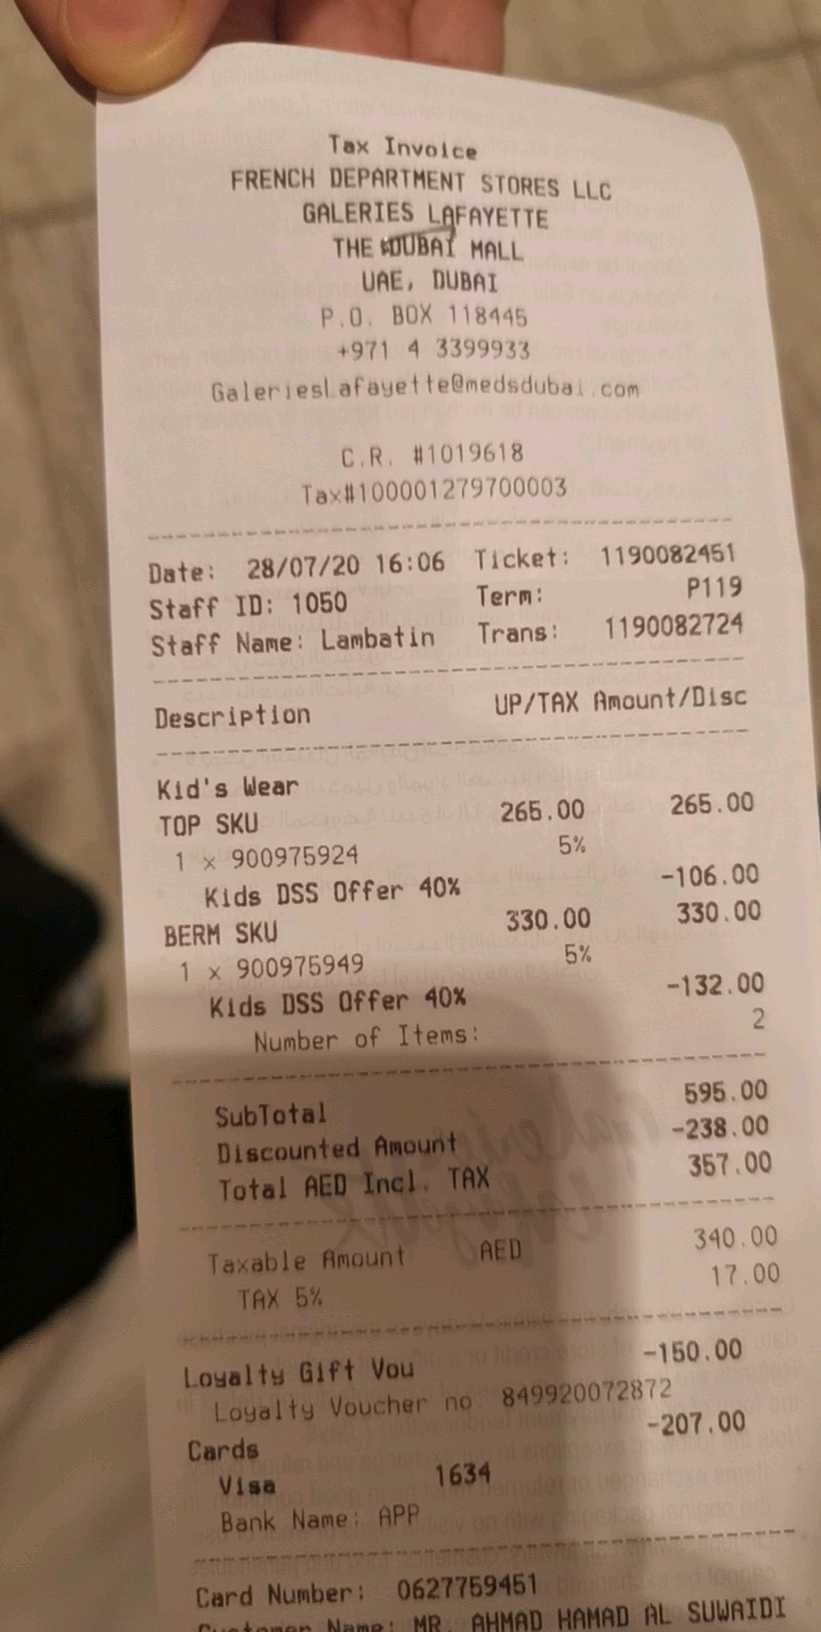 Tax Invoice
FRENCH DEPARTMENT STORES LLC
GALERIES LAFAYETTE
THE DUBAI MALL
UAE, DUBAI
P.O. BOX 118445
+971 4 3399933
GaleriesLafayette@medsdubai.com
C.R. #1019618
Tax#100001279700003
Date: 28/07/20 16:06 Ticket: 1190082451
Staff ID: 1050 Term: P119
Staff Name: Lambatin Trans: 1190082724
Description UP/TAX Amount/Disc
Kid's Wear
TOP SKU 265.00 265.00
1 x 900975924 5%
Kids DSS Offer 40% -106.00
BERM SKU 330.00 330.00
1 x 900975949 5%
Kids DSS Offer 40% -132.00
Number of Items: 2
SubTotal 595.00
Discounted Amount -238.00
Total AED Incl. TAX 357.00
Taxable Amount AED 340.00
TAX 5% 17.00
Loyalty Gift Vou -150.00
Loyalty Voucher no 849920072872
Cards -207.00
Visa 1634
Bank Name: APP
Card Number: 0627759451
Customer Name: MR. AHMAD HAMAD AL SUWAIDI